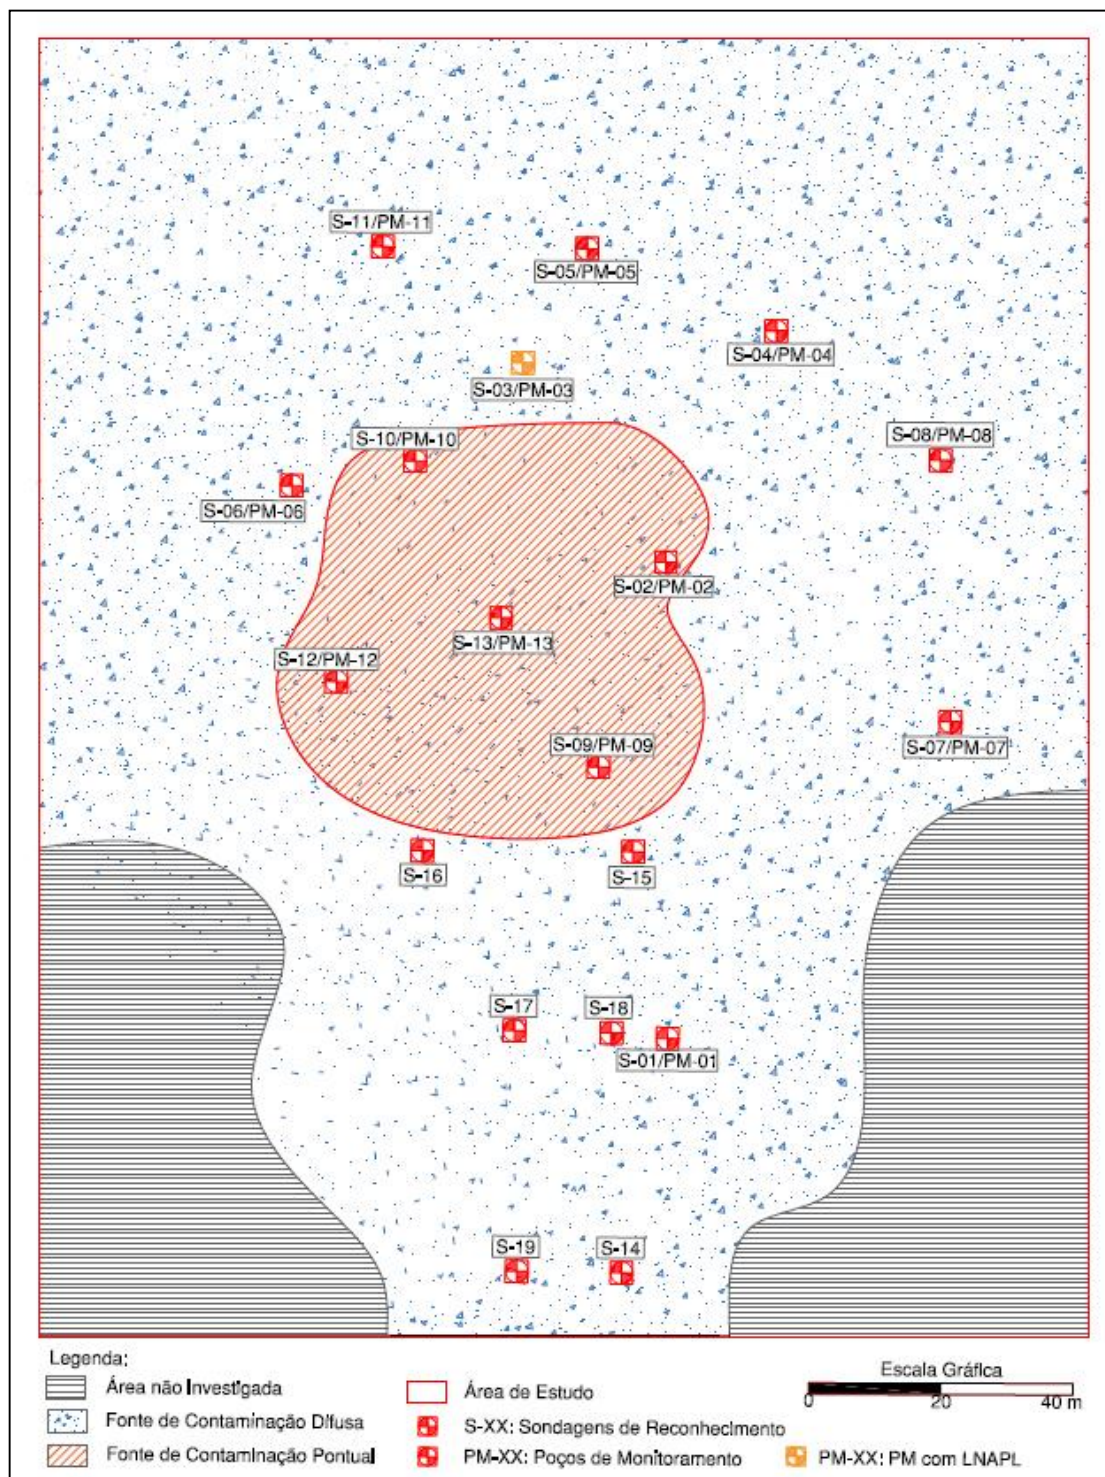 S-11/PM-11
S-05/PM-05
S-04/PM-04
S-03/PM-03
S-10/PM-10
S-08/PM-08
S-06/PM-06
S-02/PM-02
S-13/PM-13
S-12/PM-12
S-09/PM-09
S-07/PM-07
S-16
S-15
S-17
S-18
S-01/PM-01
S-19
S-14
Legenda:
Área não Investigada
Fonte de Contaminação Difusa
Fonte de Contaminação Pontual
Área de Estudo
S-XX: Sondagens de Reconhecimento
PM-XX: Poços de Monitoramento
Escala Gráfica
0 20 40 m
PM-XX: PM com LNAPL